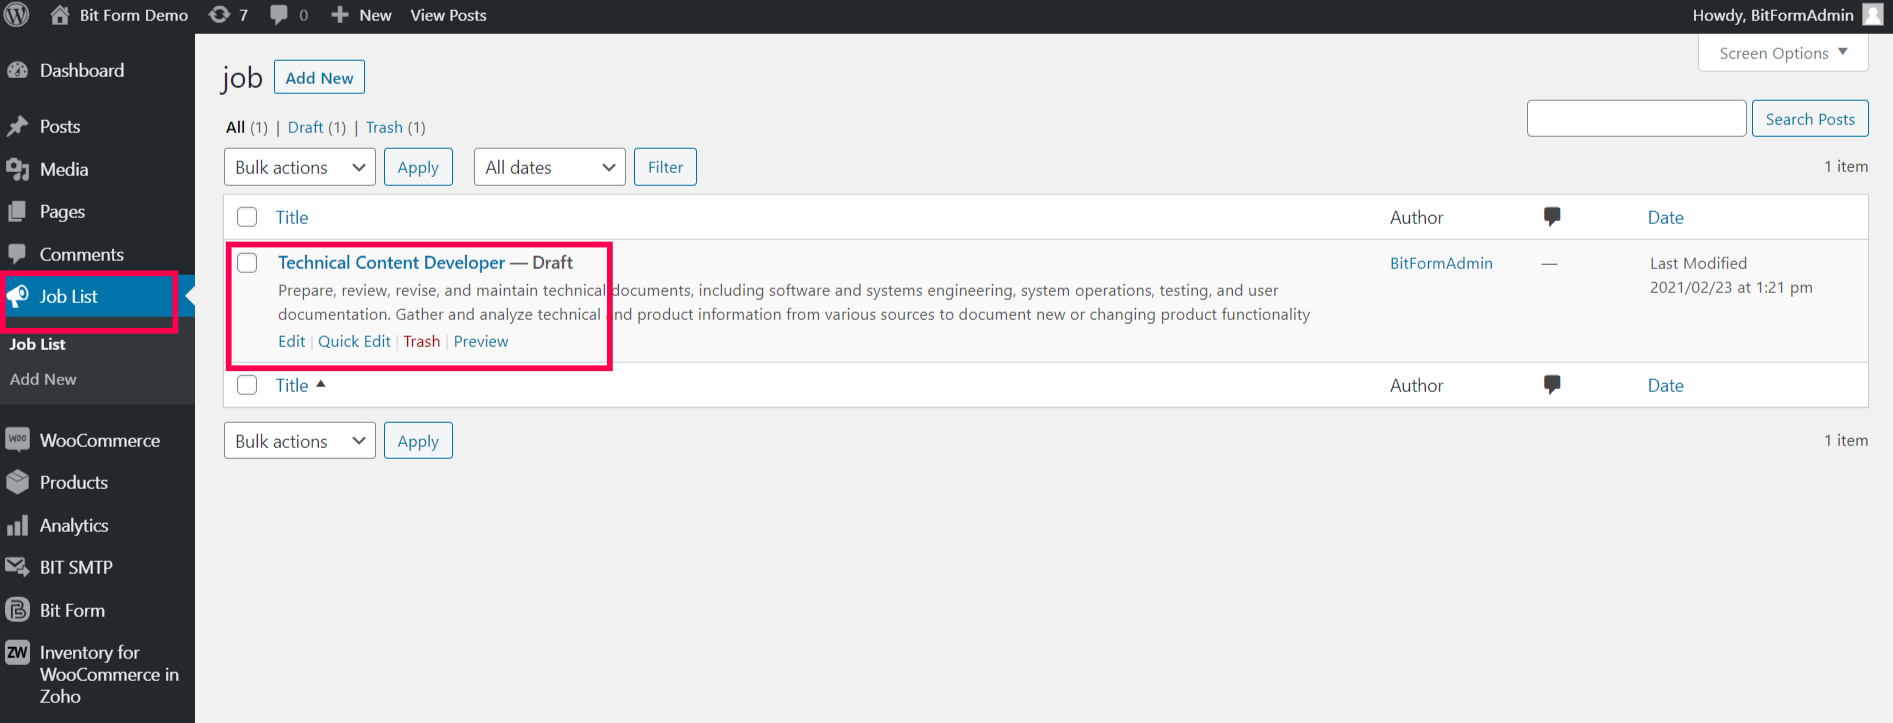 Bit Form Demo 7 0 New View Posts Howdy, BitFormAdmin
Dashboard
Posts
Media
Pages
Comments
Job List
Job List
Add New
WOO WooCommerce
Products
Analytics
BIT SMTP
Bit Form
ZW Inventory for
WooCommerce in
Zoho
Screen Options
job Add New
All (1) | Draft (1) | Trash (1)
Search Posts
Bulk actions Apply All dates Filter 1 item
Title Author Date
Technical Content Developer — Draft BitFormAdmin — Last Modified
2021/02/23 at 1:21 pm
Prepare, review, revise, and maintain technical documents, including software and systems engineering, system operations, testing, and user
documentation. Gather and analyze technical and product information from various sources to document new or changing product functionality
Edit | Quick Edit | Trash | Preview
Title Author Date
Bulk actions Apply 1 item